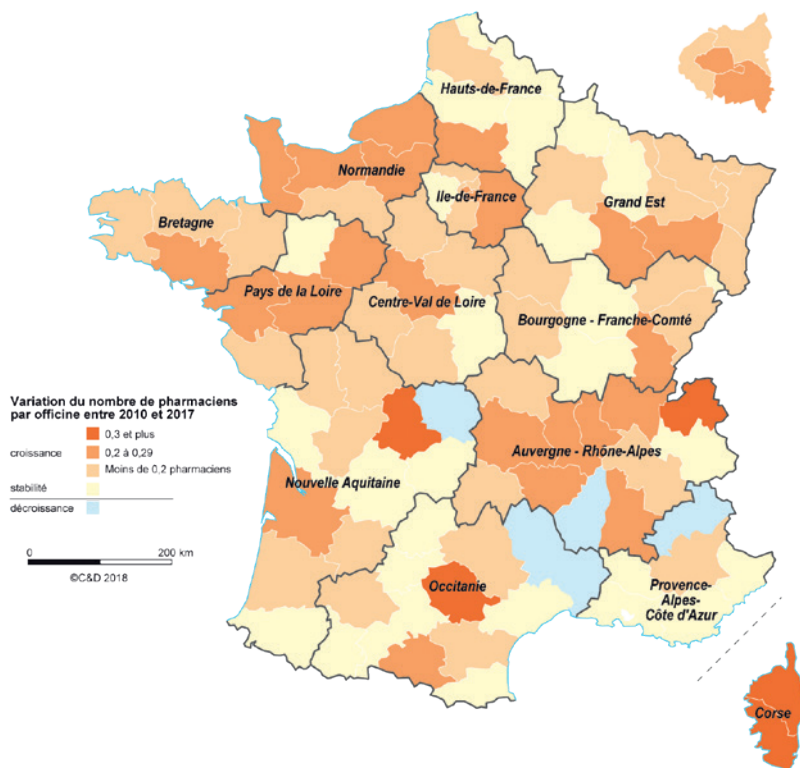 Hauts-de-France
Normandie
Ile-de-France
Grand Est
Bretagne
Pays de la Loire
Centre-Val de Loire
Bourgogne - Franche-Comté
Variation du nombre de pharmaciens
par officine entre 2010 et 2017
0,3 et plus
croissance
0,2 à 0,29
Moins de 0,2 pharmaciens
stabilité
décroissance
0
200 km
©C&D 2018
Auvergne - Rhône-Alpes
Nouvelle Aquitaine
Occitanie
Provence-
Alpes-
Côte d'Azur
Corse